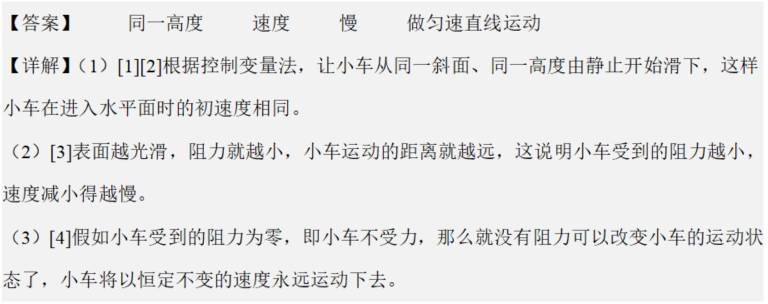 【答案】 同一高度 速度 慢 做匀速直线运动
【详解】（1）[1][2]根据控制变量法，让小车从同一斜面、同一高度由静止开始滑下，这样
小车在进入水平面时的初速度相同。
（2）[3]表面越光滑，阻力就越小，小车运动的距离就越远，这说明小车受到的阻力越小，
速度减小得越慢。
（3）[4]假如小车受到的阻力为零，即小车不受力，那么就没有阻力可以改变小车的运动状
态了，小车将以恒定不变的速度永远运动下去。